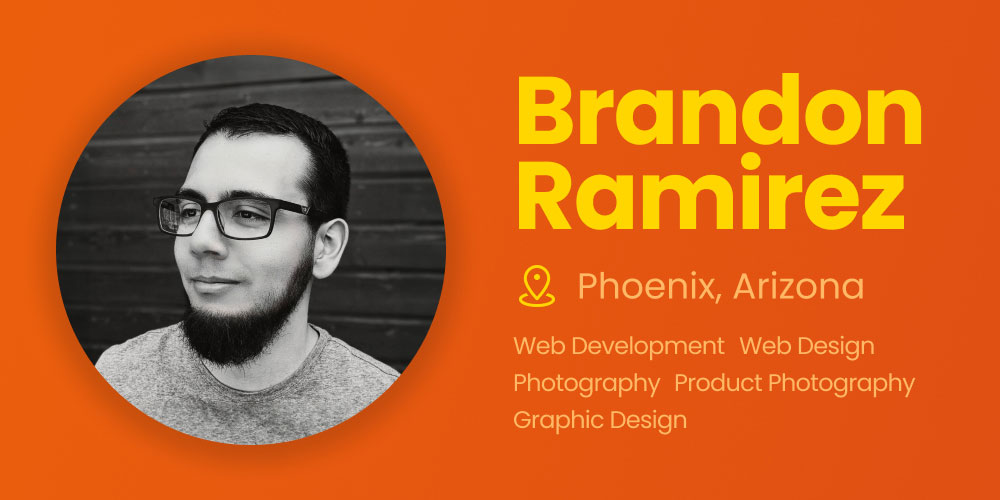 Brandon
Ramirez
Phoenix, Arizona
Web Development Web Design
Photography Product Photography
Graphic Design